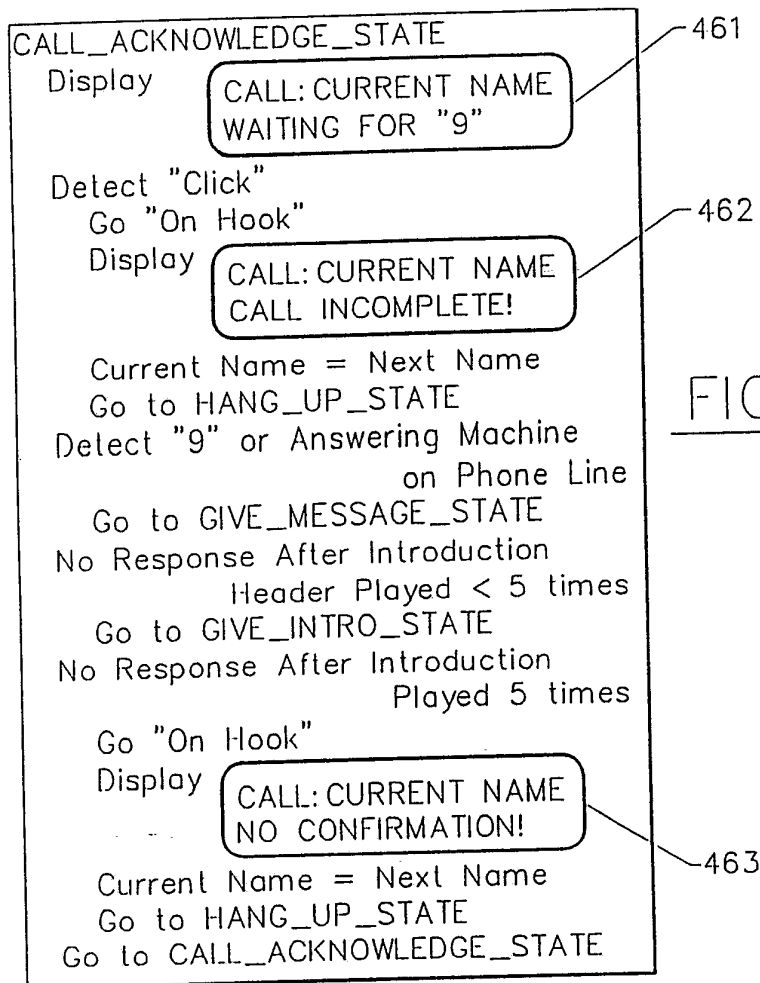 CALL_ACKNOWLEDGE_STATE
461
Display
CALL: CURRENT NAME
WAITING FOR "9"
Detect "Click"
Go "On Hook"
462
Display
CALL: CURRENT NAME
CALL INCOMPLETE!
Current Name = Next Name
Go to HANG_UP_STATE
FIG
Detect "9" or Answering Machine
on Phone Line
Go to GIVE_MESSAGE_STATE
No Response After Introduction
Header Played < 5 times
Go to GIVE_INTRO_STATE
No Response After Introduction
Played 5 times
Go "On Hook"
Display
CALL: CURRENT NAME
NO CONFIRMATION!
463
Current Name = Next Name
Go to HANG_UP_STATE
Go to CALL_ACKNOWLEDGE_STATE